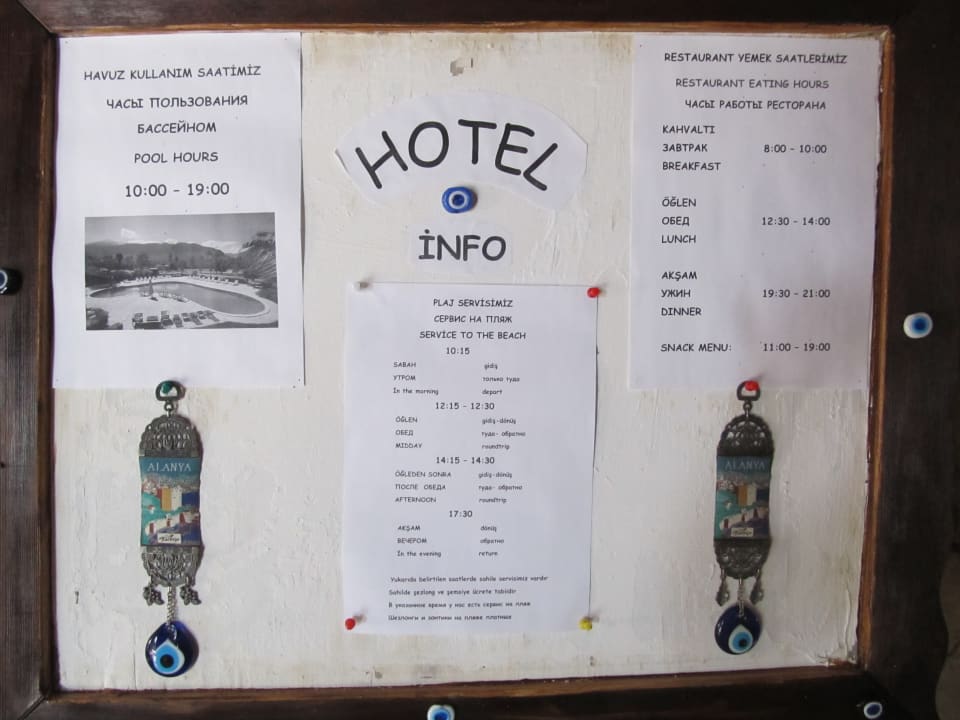 HAVUZ KULLANIM SAATİMİZ
ЧАСЫ ПОЛЬЗОВАНИЯ
БАССЕЙНОМ
POOL HOURS
10:00 - 19:00
HOTEL
İNFO
PLAJ SERVİSİMİZ
СЕРВИС НА ПЛЯЖ
SERVICE TO THE BEACH
10:15
SABAH gidiş
УТРОМ только туда
İn the morning depart
12:15 - 12:30
ÖĞLEN gidiş-dönüş
ОБЕД туда- обратно
MIDDAY roundtrip
14:15 - 14:30
ÖĞLEDEN SONRA gidiş-dönüş
ПОСЛЕ ОБЕДА туда- обратно
AFTERNOON roundtrip
17:30
AKŞAM dönüş
ВЕЧЕРОМ обратно
İn the evening return
Yukarıda belirtilen saatlerde sahile servisimiz vardır
Sahilde şezlong ve şemsiye ücrete tabiidir
В указанное время у нас есть сервис на пляж
Шезлонги и зонтики на пляже платные
RESTAURANT YEMEK SAATLERİMİZ
RESTAURANT EATING HOURS
ЧАСЫ РАБОТЫ РЕСТОРАНА
KAHVALTI
ЗАВТРАК 8:00 - 10:00
BREAKFAST
ÖĞLEN
ОБЕД 12:30 - 14:00
LUNCH
AKŞAM
УЖИН 19:30 - 21:00
DINNER
SNACK MENU: 11:00 - 19:00
ALANYA
ALANYA